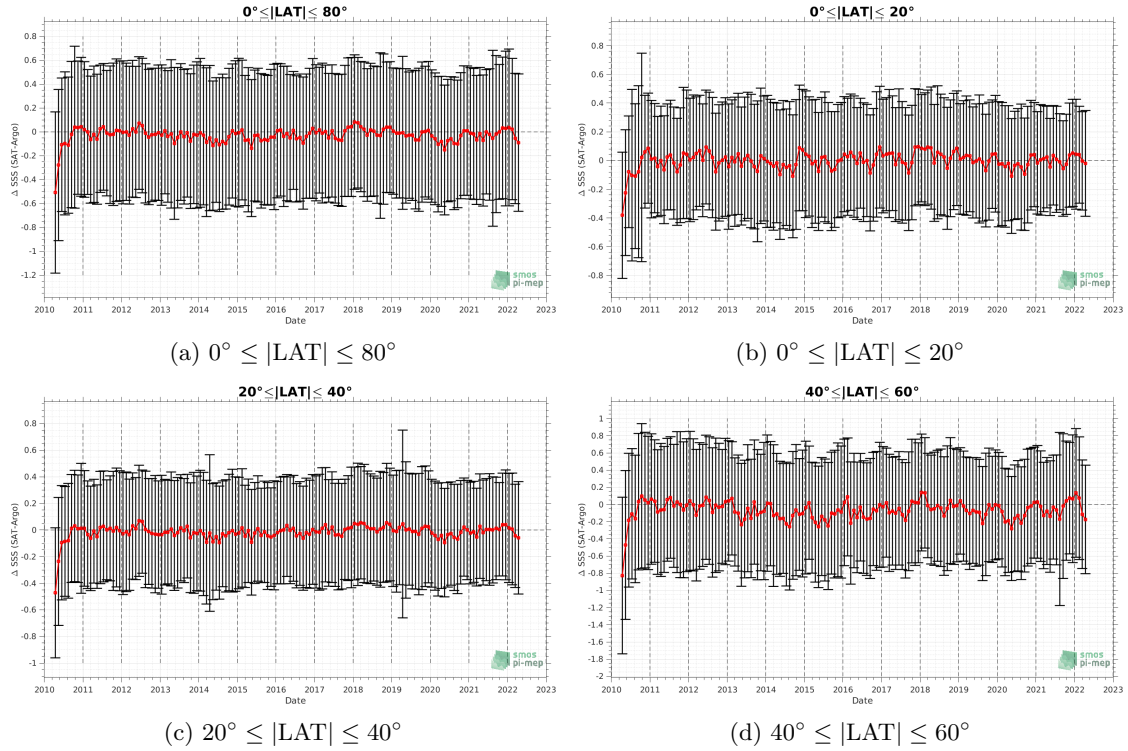 0°≤|LAT|≤ 80°
Δ SSS (SAT-Argo)
0.8
0.6
0.4
0.2
0
-0.2
-0.4
-0.6
-0.8
-1
-1.2
2010 2011 2012 2013 2014 2015 2016 2017 2018 2019 2020 2021 2022 2023
Date
smos
pi-mep
(a) 0° ≤ |LAT| ≤ 80°
0°≤|LAT|≤ 20°
Δ SSS (SAT-Argo)
0.8
0.6
0.4
0.2
0
-0.2
-0.4
-0.6
-0.8
2010 2011 2012 2013 2014 2015 2016 2017 2018 2019 2020 2021 2022 2023
Date
smos
pi-mep
(b) 0° ≤ |LAT| ≤ 20°
20°≤|LAT|≤ 40°
Δ SSS (SAT-Argo)
0.8
0.6
0.4
0.2
0
-0.2
-0.4
-0.6
-0.8
-1
2010 2011 2012 2013 2014 2015 2016 2017 2018 2019 2020 2021 2022 2023
Date
smos
pi-mep
(c) 20° ≤ |LAT| ≤ 40°
40°≤|LAT|≤ 60°
Δ SSS (SAT-Argo)
1
0.8
0.6
0.4
0.2
0
-0.2
-0.4
-0.6
-0.8
-1
-1.2
-1.4
-1.6
-1.8
-2
2010 2011 2012 2013 2014 2015 2016 2017 2018 2019 2020 2021 2022 2023
Date
smos
pi-mep
(d) 40° ≤ |LAT| ≤ 60°